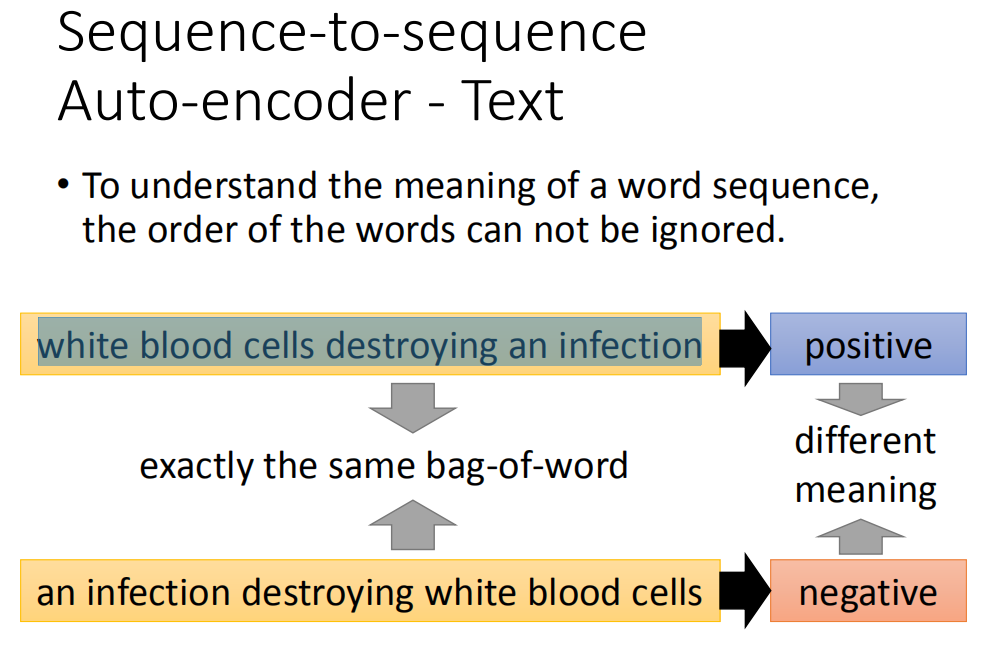 Sequence-to-sequence
Auto-encoder - Text
• To understand the meaning of a word sequence,
the order of the words can not be ignored.
white blood cells destroying an infection
positive
exactly the same bag-of-word
different
meaning
an infection destroying white blood cells
negative